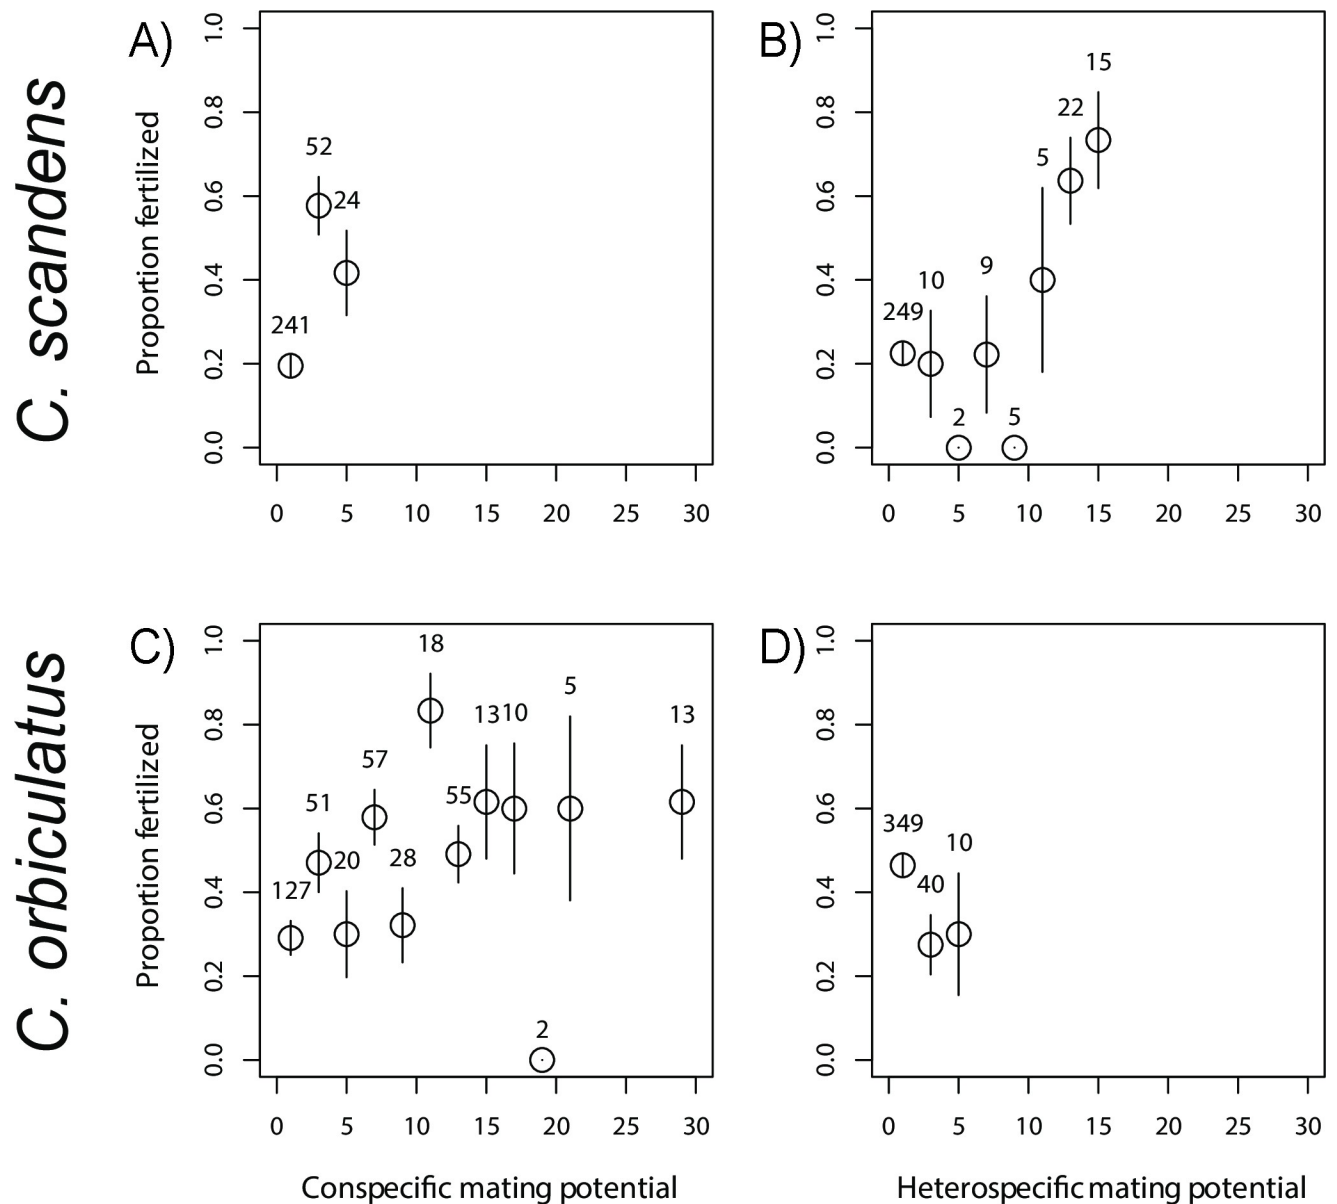 C. scandens
A)
Proportion fertilized
0.0 0.2 0.4 0.6 0.8 1.0
241
52
24
0 5 10 15 20 25 30
B)
0.0 0.2 0.4 0.6 0.8 1.0
249
10
2
9
5
5
22
15
0 5 10 15 20 25 30
C. orbiculatus
C)
Proportion fertilized
0.0 0.2 0.4 0.6 0.8 1.0
127
51
20
57
28
18
55
13
10
2
5
13
0 5 10 15 20 25 30
Conspecific mating potential
D)
0.0 0.2 0.4 0.6 0.8 1.0
349
40
10
0 5 10 15 20 25 30
Heterospecific mating potential